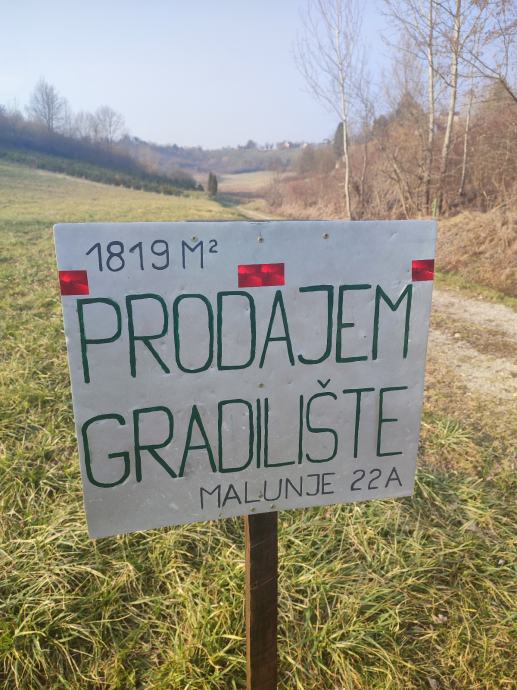 1819 M²
PRODAJEM
GRADILIŠTE
MALUNJE 22A